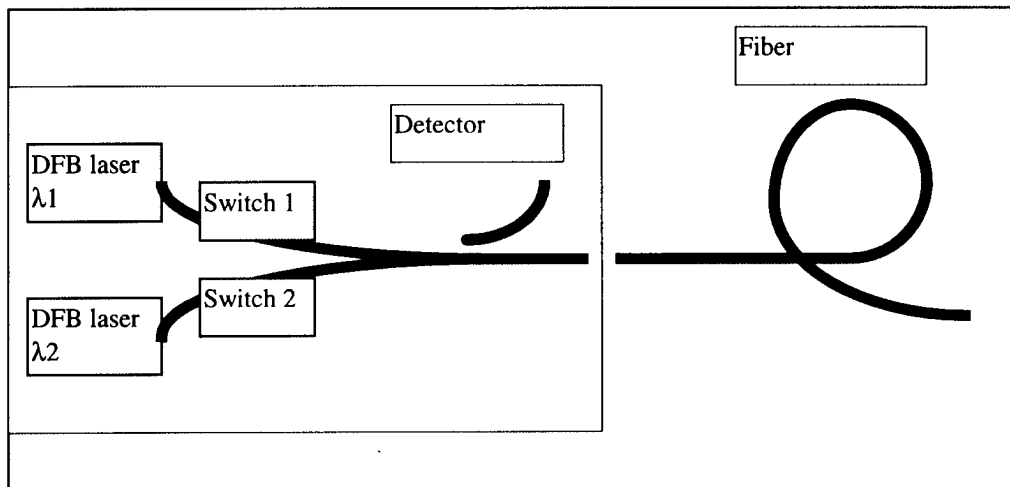 Fiber
Detector
DFB laser
λ1
Switch 1
Switch 2
DFB laser
λ2